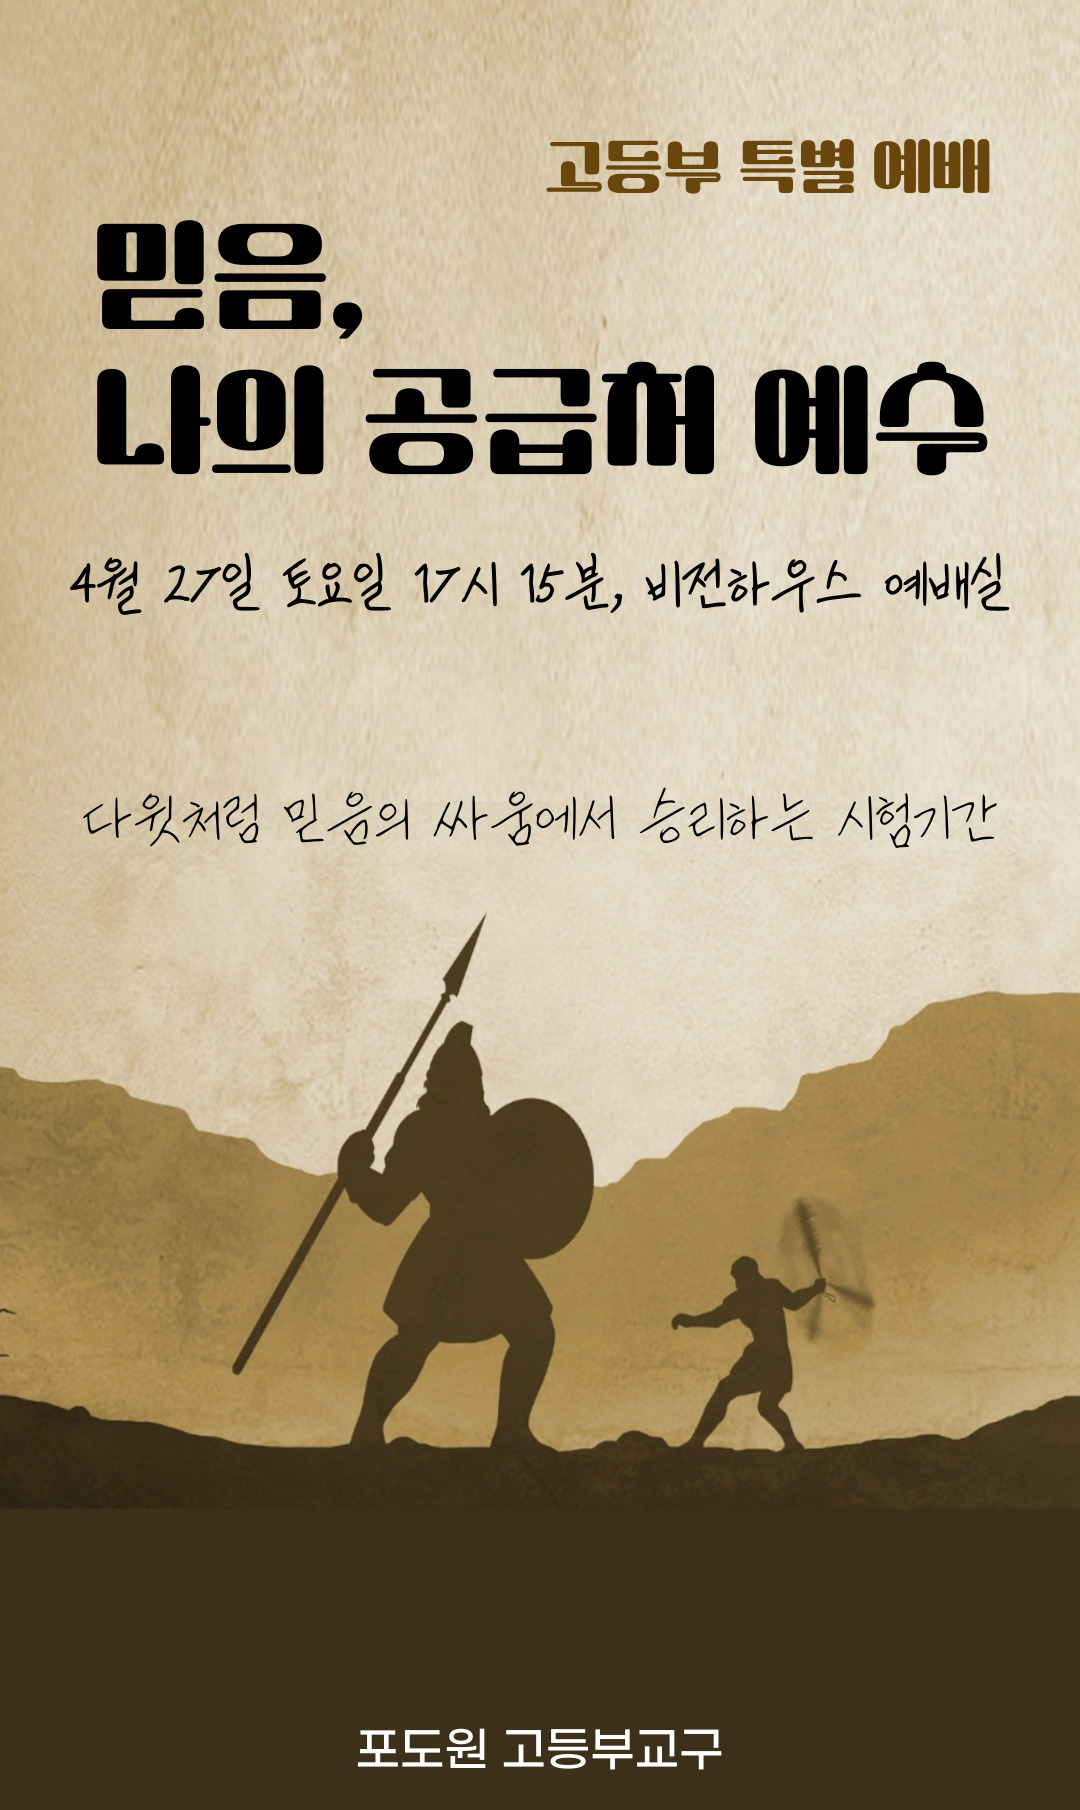 고등부 특별 예배
믿음,
나의 공급처 예수
4월 27일 토요일 17시 15분, 비전하우스 예배실
다윗처럼 믿음의 싸움에서 승리하는 시험기간
포도원 고등부교구